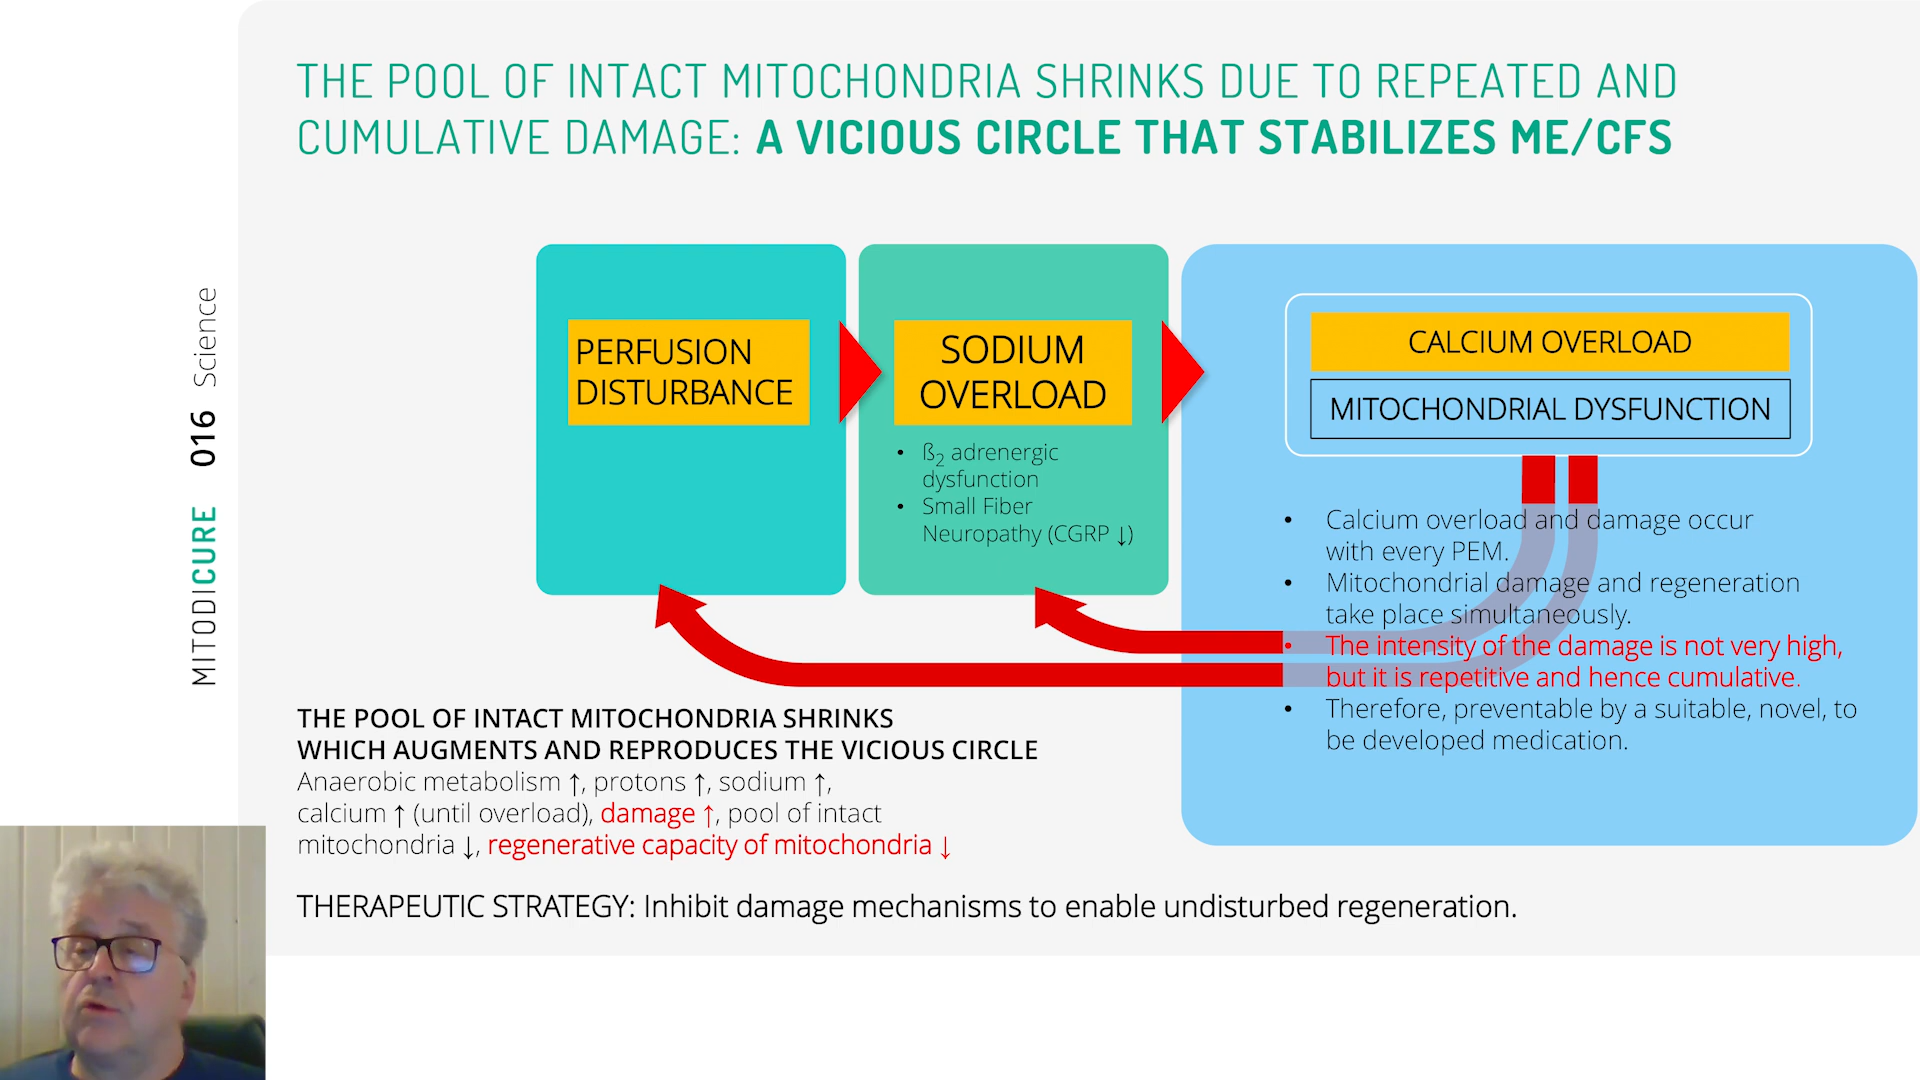 THE POOL OF INTACT MITOCHONDRIA SHRINKS DUE TO REPEATED AND
CUMULATIVE DAMAGE: A VICIOUS CIRCLE THAT STABILIZES ME/CFS
MITODICURE 016 Science
PERFUSION
DISTURBANCE
SODIUM
OVERLOAD
• ß₂ adrenergic
dysfunction
• Small Fiber
Neuropathy (CGRP ↓)
CALCIUM OVERLOAD
MITOCHONDRIAL DYSFUNCTION
• Calcium overload and damage occur
with every PEM.
• Mitochondrial damage and regeneration
take place simultaneously.
• The intensity of the damage is not very high,
but it is repetitive and hence cumulative.
• Therefore, preventable by a suitable, novel, to
be developed medication.
THE POOL OF INTACT MITOCHONDRIA SHRINKS
WHICH AUGMENTS AND REPRODUCES THE VICIOUS CIRCLE
Anaerobic metabolism ↑, protons ↑, sodium ↑,
calcium ↑ (until overload), damage ↑, pool of intact
mitochondria ↓, regenerative capacity of mitochondria ↓
THERAPEUTIC STRATEGY: Inhibit damage mechanisms to enable undisturbed regeneration.